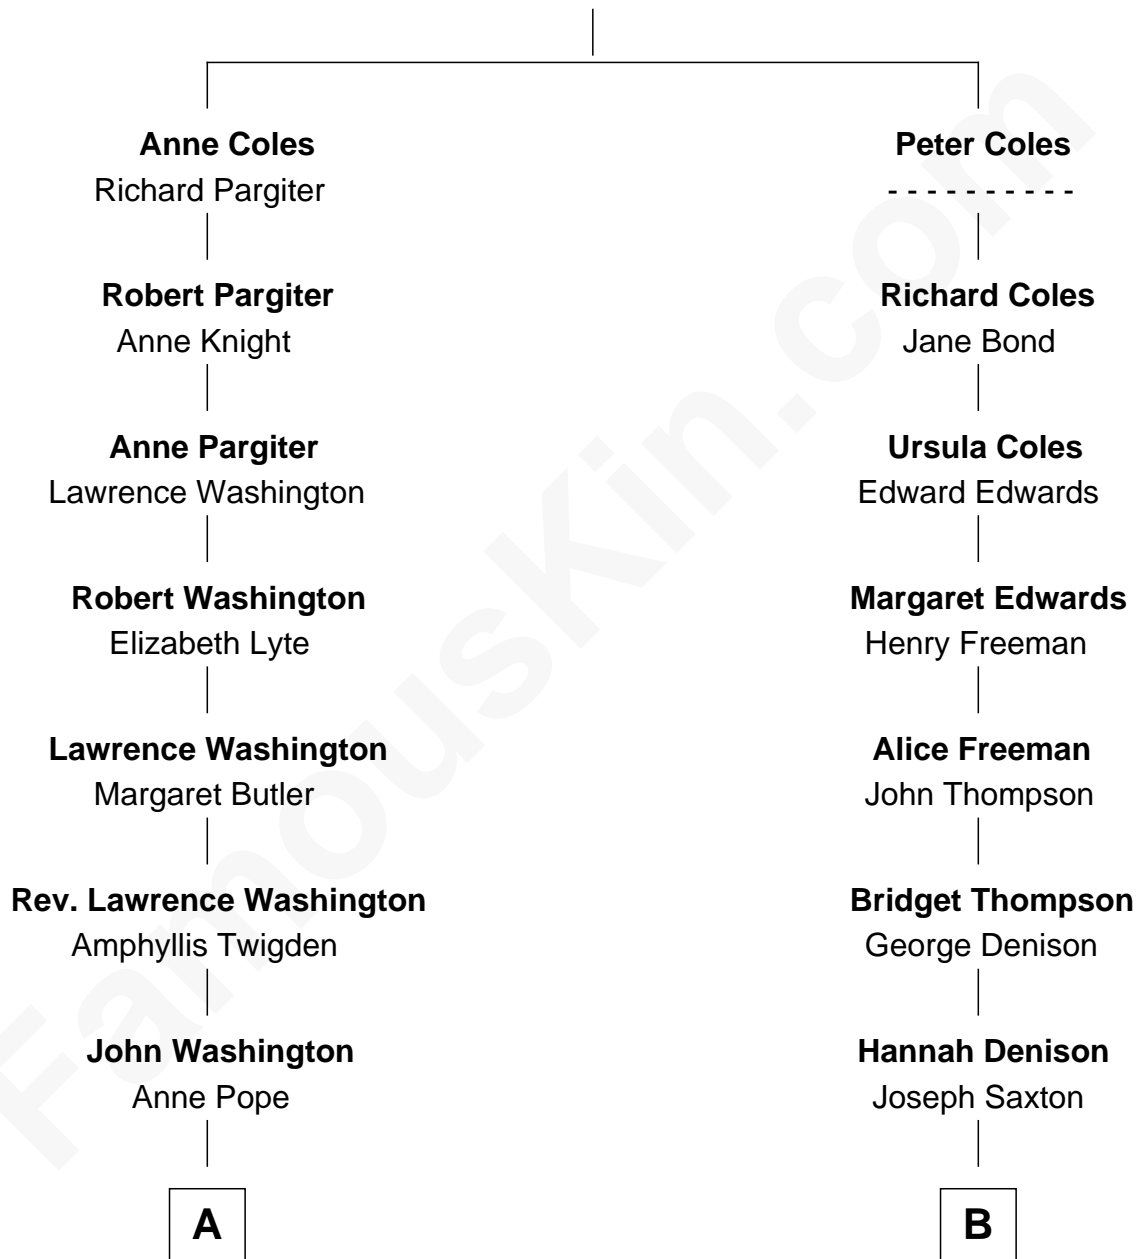 Anne Coles
Richard Pargiter
Robert Pargiter
Anne Knight
Anne Pargiter
Lawrence Washington
Robert Washington
Elizabeth Lyte
Lawrence Washington
Margaret Butler
Rev. Lawrence Washington
Amphyllis Twigden
John Washington
Anne Pope
A
Peter Coles
- - - - - - - - - -
Richard Coles
Jane Bond
Ursula Coles
Edward Edwards
Margaret Edwards
Henry Freeman
Alice Freeman
John Thompson
Bridget Thompson
George Denison
Hannah Denison
Joseph Saxton
B
FamousKin.com